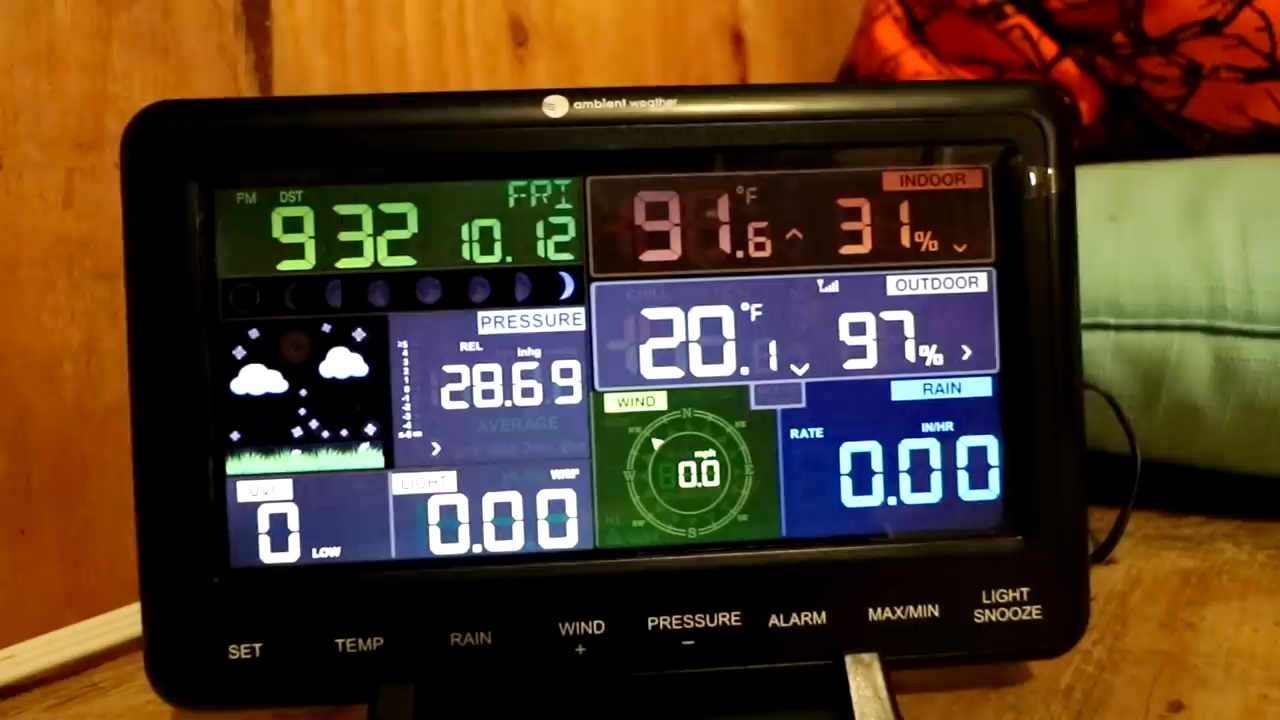 ambient weather
PM DST FRI
9 32 10. 12
INDOOR
91.6 °F 31%
OUTDOOR
20.1 °F 97%
PRESSURE
REL inhg
28.69
AVERAGE
WIND
N
mph
0.0
W E
S
RAIN
RATE IN/HR
0.00
UVI
0 LOW
LIGHT W/M²
0.00
SET TEMP RAIN WIND + PRESSURE − ALARM MAX/MIN LIGHT SNOOZE